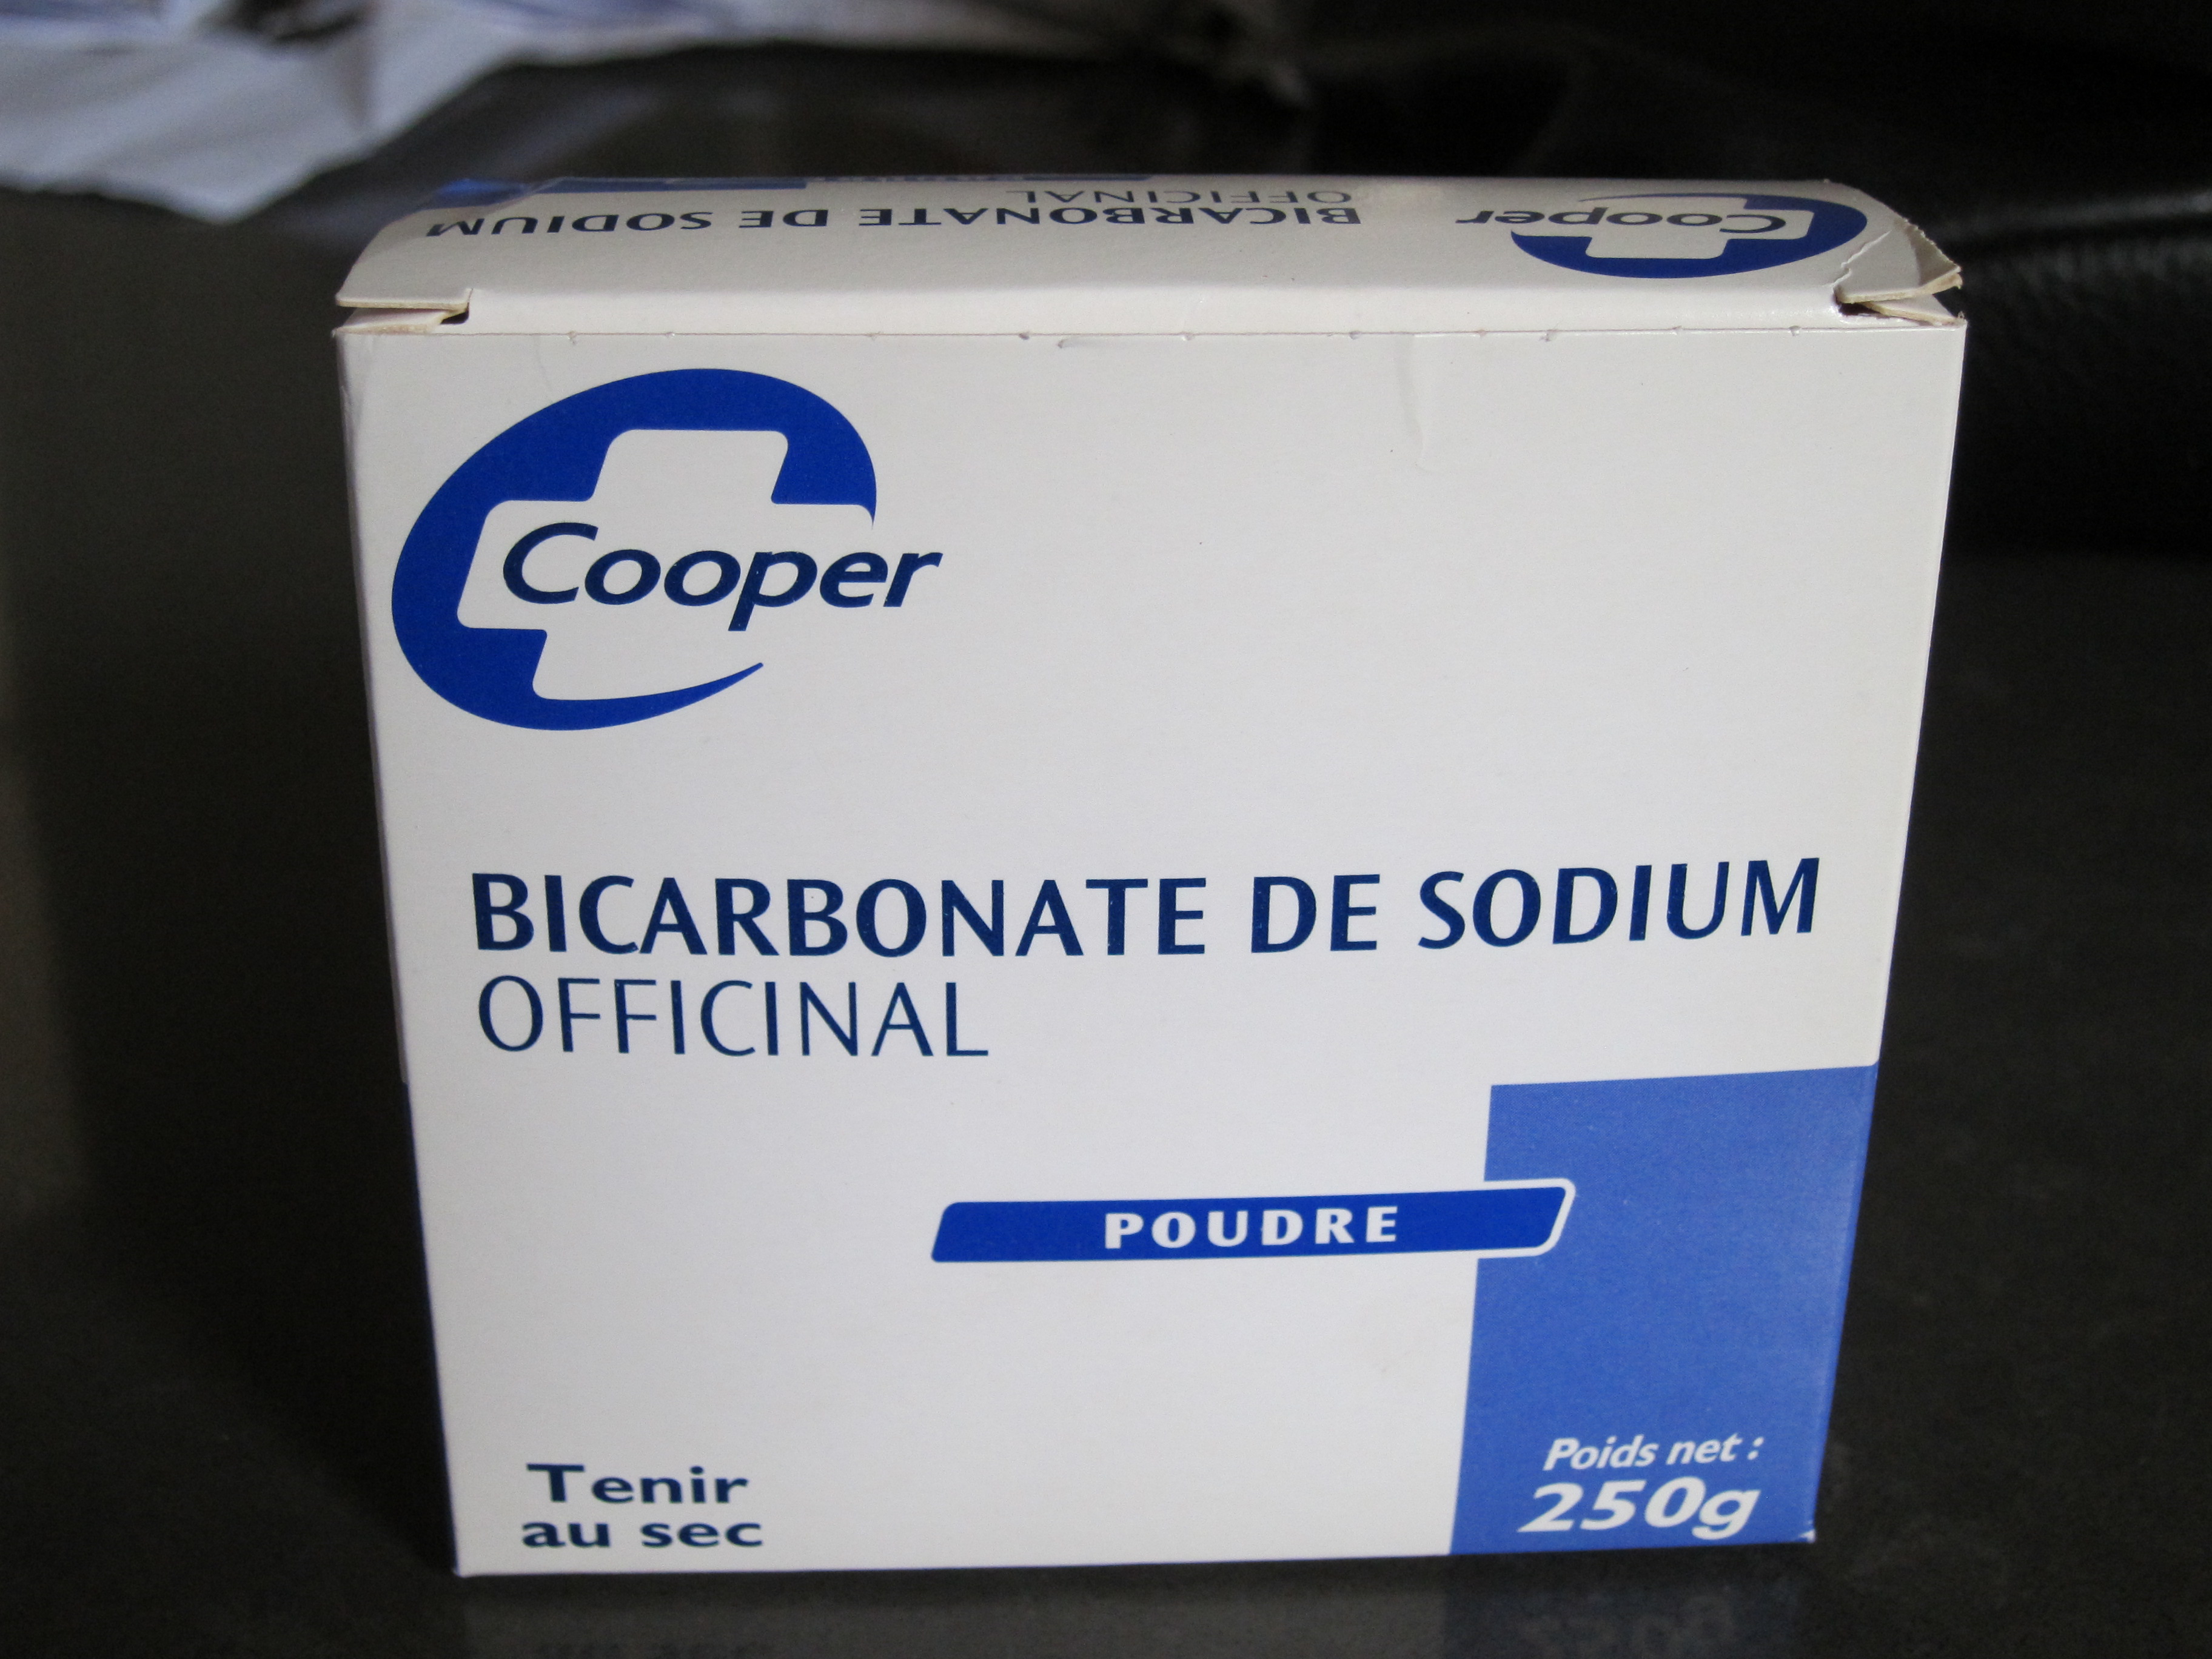 BICARBONATE DE SODIUM
OFFICINAL
Cooper
Cooper
BICARBONATE DE SODIUM
OFFICINAL
POUDRE
Tenir
au sec
Poids net :
250g